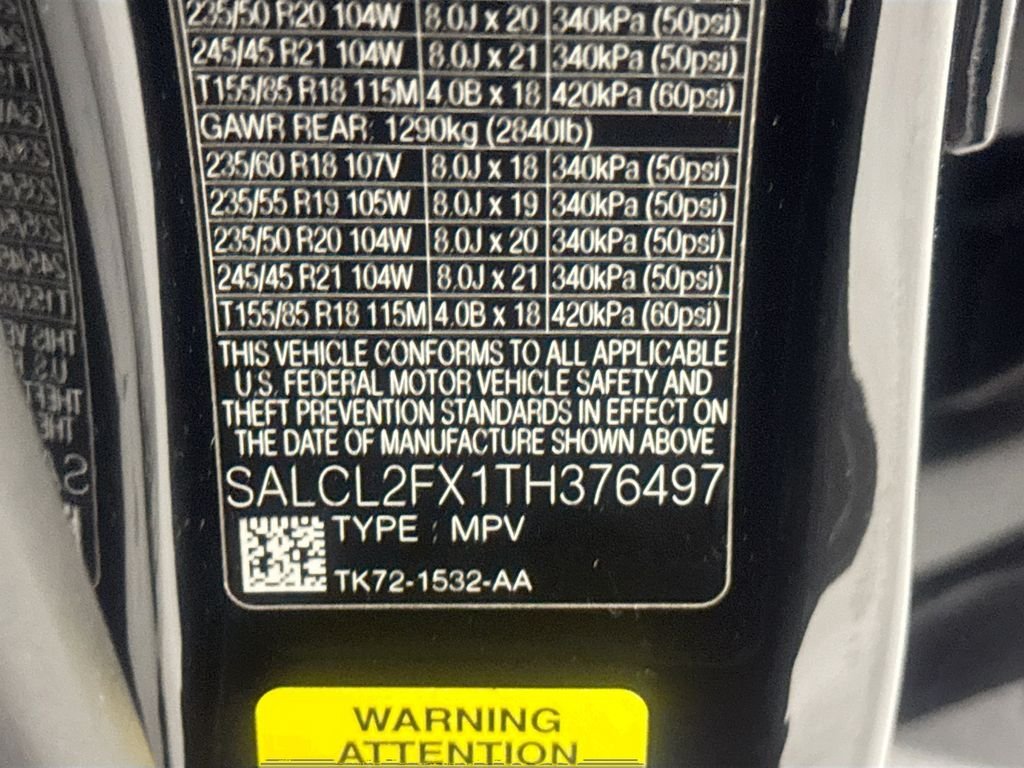 235/50 R20 104W 8.0J x 20 340kPa (50psi)
245/45 R21 104W 8.0J x 21 340kPa (50psi)
T155/85 R18 115M 4.0B x 18 420kPa (60psi)
GAWR REAR: 1290kg (2840lb)
235/60 R18 107V 8.0J x 18 340kPa (50psi)
235/55 R19 105W 8.0J x 19 340kPa (50psi)
235/50 R20 104W 8.0J x 20 340kPa (50psi)
245/45 R21 104W 8.0J x 21 340kPa (50psi)
T155/85 R18 115M 4.0B x 18 420kPa (60psi)
THIS VEHICLE CONFORMS TO ALL APPLICABLE
U.S. FEDERAL MOTOR VEHICLE SAFETY AND
THEFT PREVENTION STANDARDS IN EFFECT ON
THE DATE OF MANUFACTURE SHOWN ABOVE
SALCL2FX1TH376497
TYPE : MPV
TK72-1532-AA
WARNING
ATTENTION